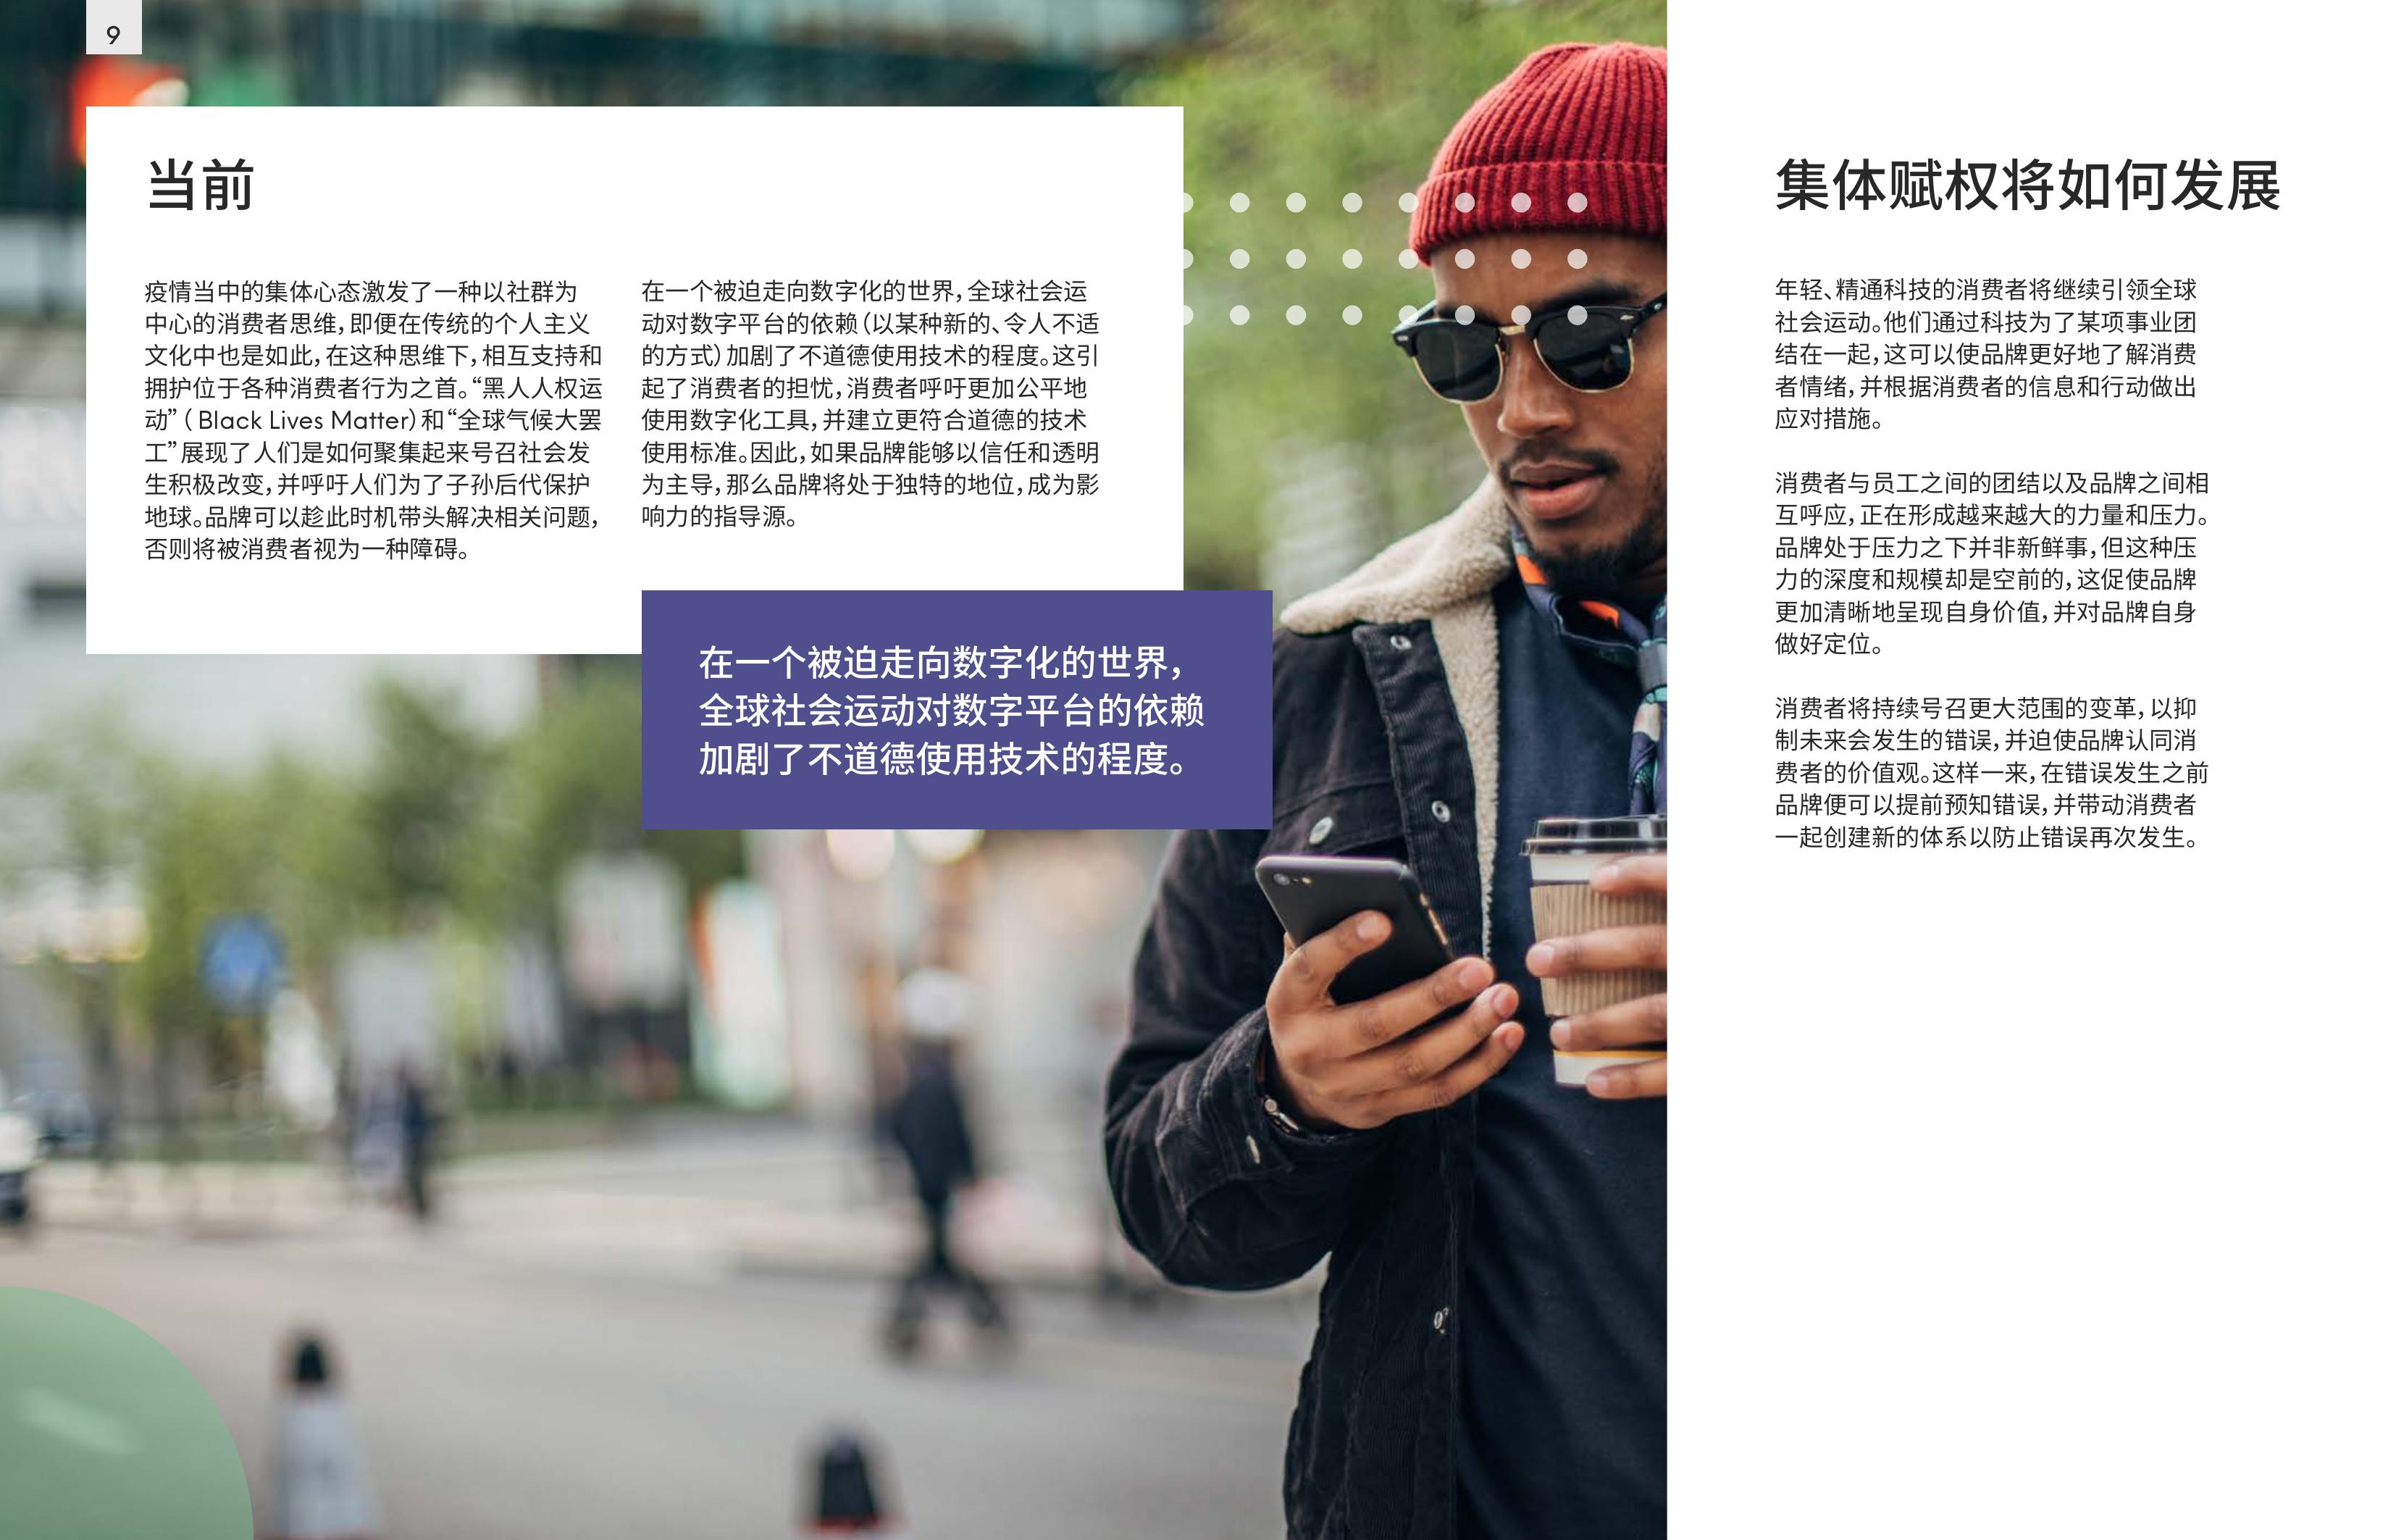 9
当前
疫情当中的集体心态激发了一种以社群为
中心的消费者思维，即便在传统的个人主义
文化中也是如此，在这种思维下，相互支持和
拥护位于各种消费者行为之首。“黑人人权运
动”（Black Lives Matter）和“全球气候大罢
工”展现了人们是如何聚集起来号召社会发
生积极改变，并呼吁人们为了子孙后代保护
地球。品牌可以趁此时机带头解决相关问题，
否则将被消费者视为一种障碍。
在一个被迫走向数字化的世界，全球社会运
动对数字平台的依赖（以某种新的、令人不适
的方式）加剧了不道德使用技术的程度。这引
起了消费者的担忧，消费者呼吁更加公平地
使用数字化工具，并建立更符合道德的技术
使用标准。因此，如果品牌能够以信任和透明
为主导，那么品牌将处于独特的地位，成为影
响力的指导源。
在一个被迫走向数字化的世界，
全球社会运动对数字平台的依赖
加剧了不道德使用技术的程度。
集体赋权将如何发展
年轻、精通科技的消费者将继续引领全球
社会运动。他们通过科技为了某项事业团
结在一起，这可以使品牌更好地了解消费
者情绪，并根据消费者的信息和行动做出
应对措施。
消费者与员工之间的团结以及品牌之间相
互呼应，正在形成越来越大的力量和压力。
品牌处于压力之下并非新鲜事，但这种压
力的深度和规模却是空前的，这促使品牌
更加清晰地呈现自身价值，并对品牌自身
做好定位。
消费者将持续号召更大范围的变革，以抑
制未来会发生的错误，并迫使品牌认同消
费者的价值观。这样一来，在错误发生之前
品牌便可以提前预知错误，并带动消费者
一起创建新的体系以防止错误再次发生。